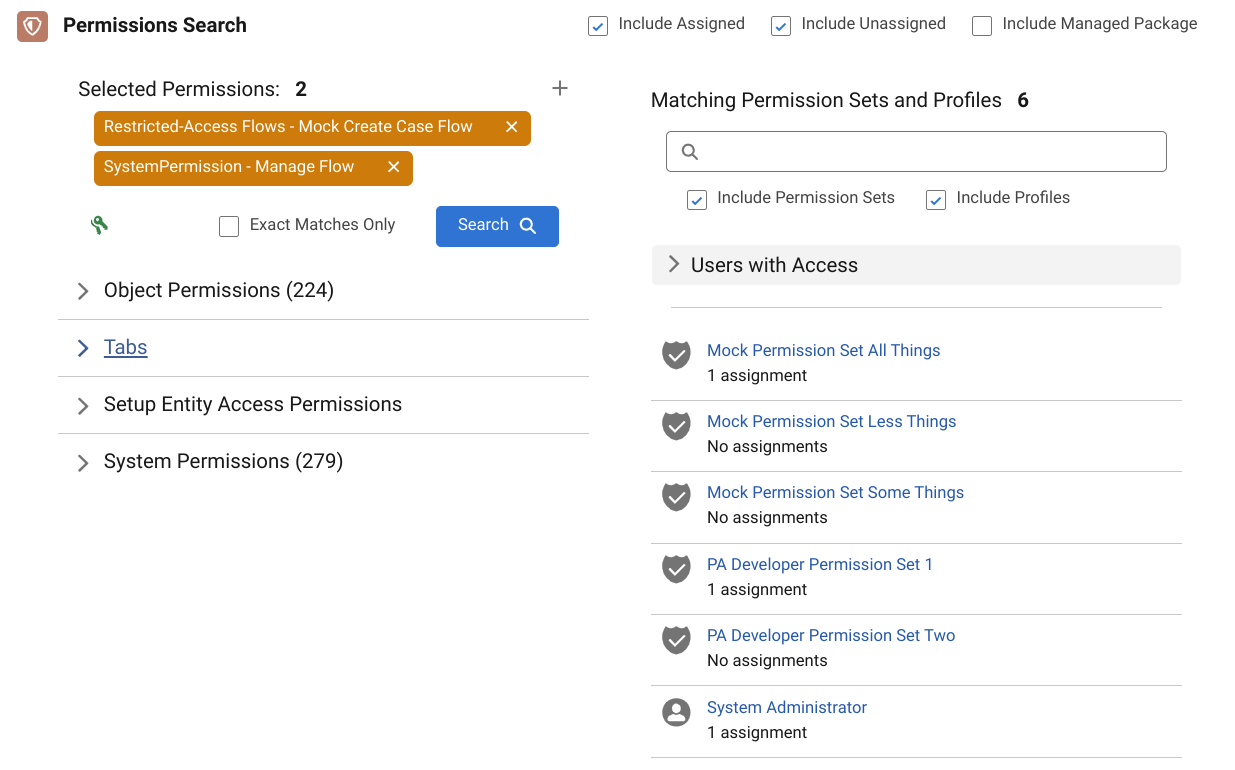 Permissions Search
Include Assigned
Include Unassigned
Include Managed Package
Selected Permissions: 2
Restricted-Access Flows - Mock Create Case Flow
SystemPermission - Manage Flow
Exact Matches Only
Search
Object Permissions (224)
Tabs
Setup Entity Access Permissions
System Permissions (279)
Matching Permission Sets and Profiles 6
Include Permission Sets
Include Profiles
Users with Access
Mock Permission Set All Things
1 assignment
Mock Permission Set Less Things
No assignments
Mock Permission Set Some Things
No assignments
PA Developer Permission Set 1
1 assignment
PA Developer Permission Set Two
No assignments
System Administrator
1 assignment